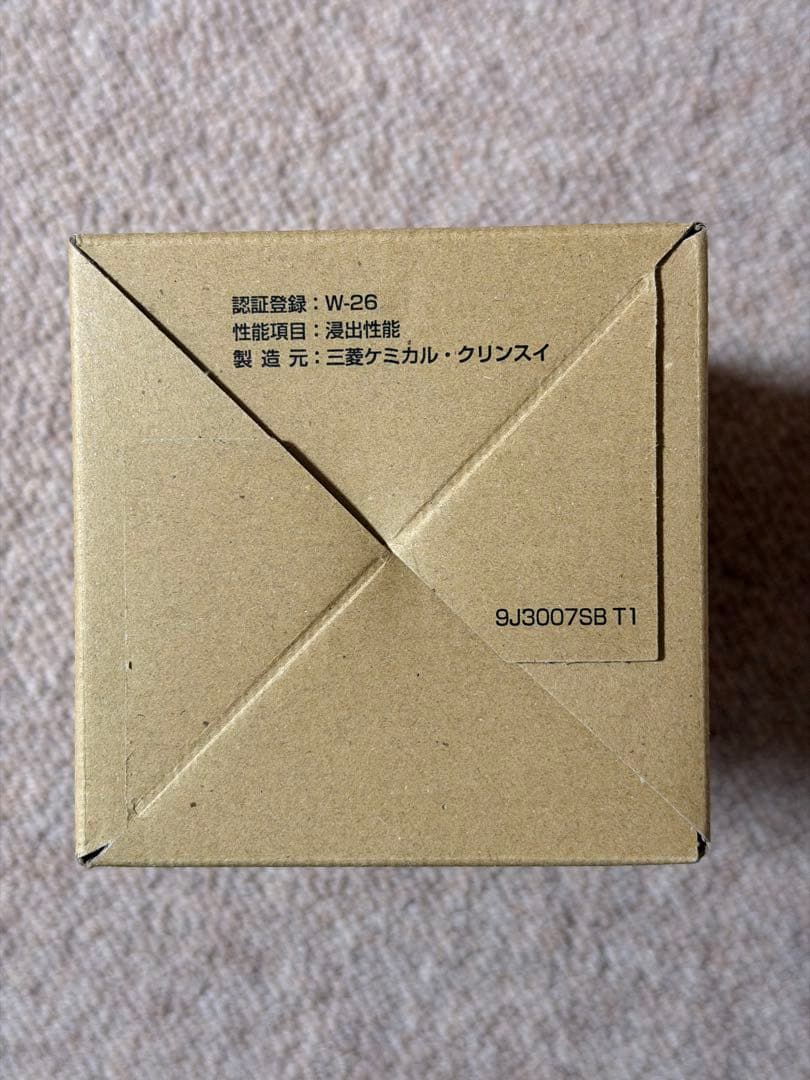 認証登録：W-26
性能項目：浸出性能
製 造 元：三菱ケミカル・クリンスイ
9J3007SB T1